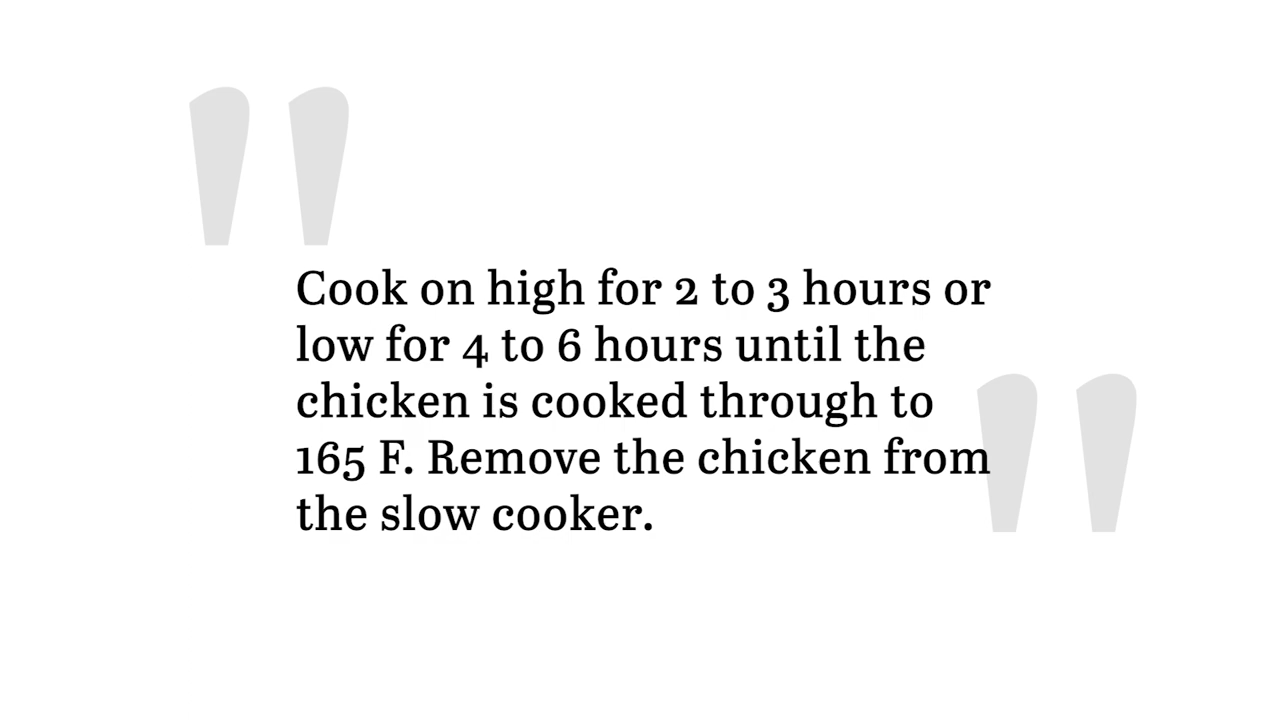 Cook on high for 2 to 3 hours or
low for 4 to 6 hours until the
chicken is cooked through to
165 F. Remove the chicken from
the slow cooker.